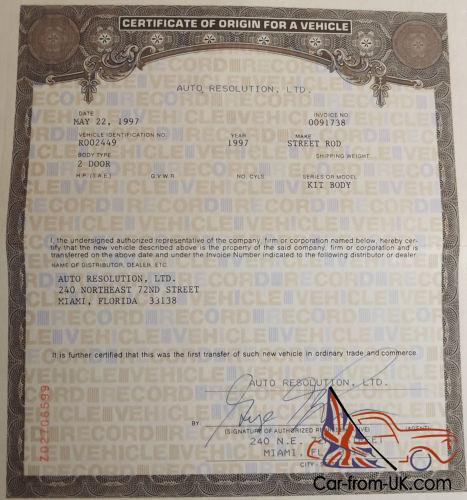 CERTIFICATE OF ORIGIN FOR A VEHICLE
AUTO RESOLUTION, LTD.
DATE INVOICE NO.
MAY 22, 1997 0091738
VEHICLE IDENTIFICATION NO. YEAR MAKE
R002449 1997 STREET ROD
BODY TYPE SHIPPING WEIGHT
2 DOOR
H.P. (S.A.E.) G.V.W.R. NO. CYLS. SERIES OR MODEL
KIT BODY
I, the undersigned authorized representative of the company, firm or corporation named below, hereby cer-
tify that the new vehicle described above is the property of the said company, firm or corporation and is
transferred on the above date and under the Invoice Number indicated to the following distributor or dealer.
NAME OF DISTRIBUTOR, DEALER, ETC.
AUTO RESOLUTION, LTD.
240 NORTHEAST 72ND STREET
MIAMI, FLORIDA 33138
It is further certified that this was the first transfer of such new vehicle in ordinary trade and commerce.
AUTO RESOLUTION, LTD.
BY
(SIGNATURE OF AUTHORIZED (AGENT)
240 N.E.
MIAMI,
CITY
Z02706599
Car-from-UK.com